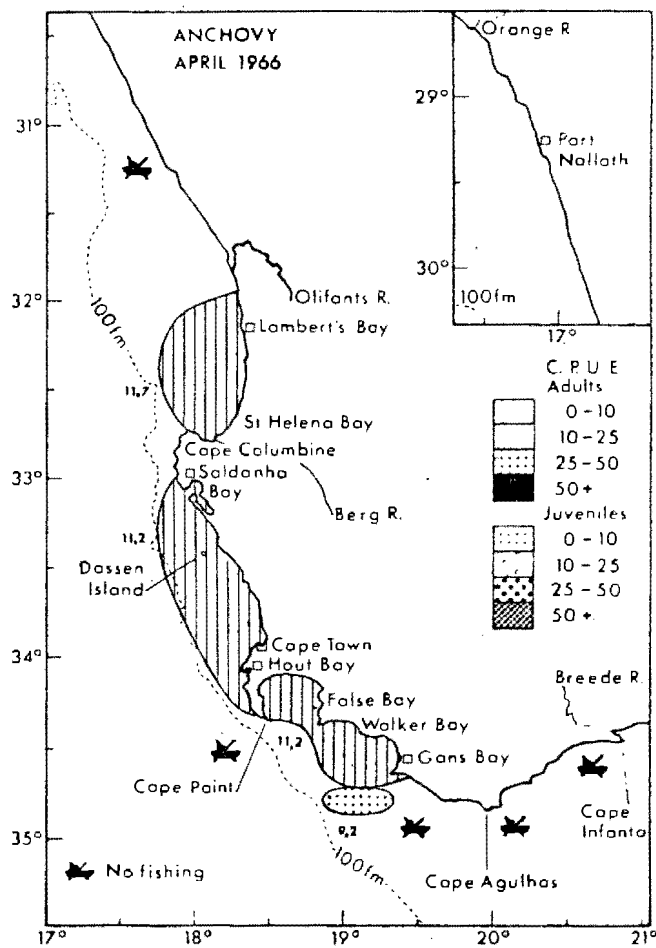 ANCHOVY
APRIL 1966
Orange R
29°
Port
Nollath
30°
100fm
17°
31°
32°
33°
34°
35°
100fm
Olifants R.
Lambert's Bay
11,7
St Helena Bay
Cape Columbine
Saldanha
Bay
Berg R.
11,2
Dassen
Island
Cape Town
Hout Bay
False Bay
Walker Bay
Gans Bay
11,2
Cape Point
9,2
100fm
Breede R.
Cape
Infanta
Cape Agulhas
No fishing
C. P. U E
Adults
0-10
10-25
25-50
50+
Juveniles
0-10
10-25
25-50
50+
17°
18°
19°
20°
21°